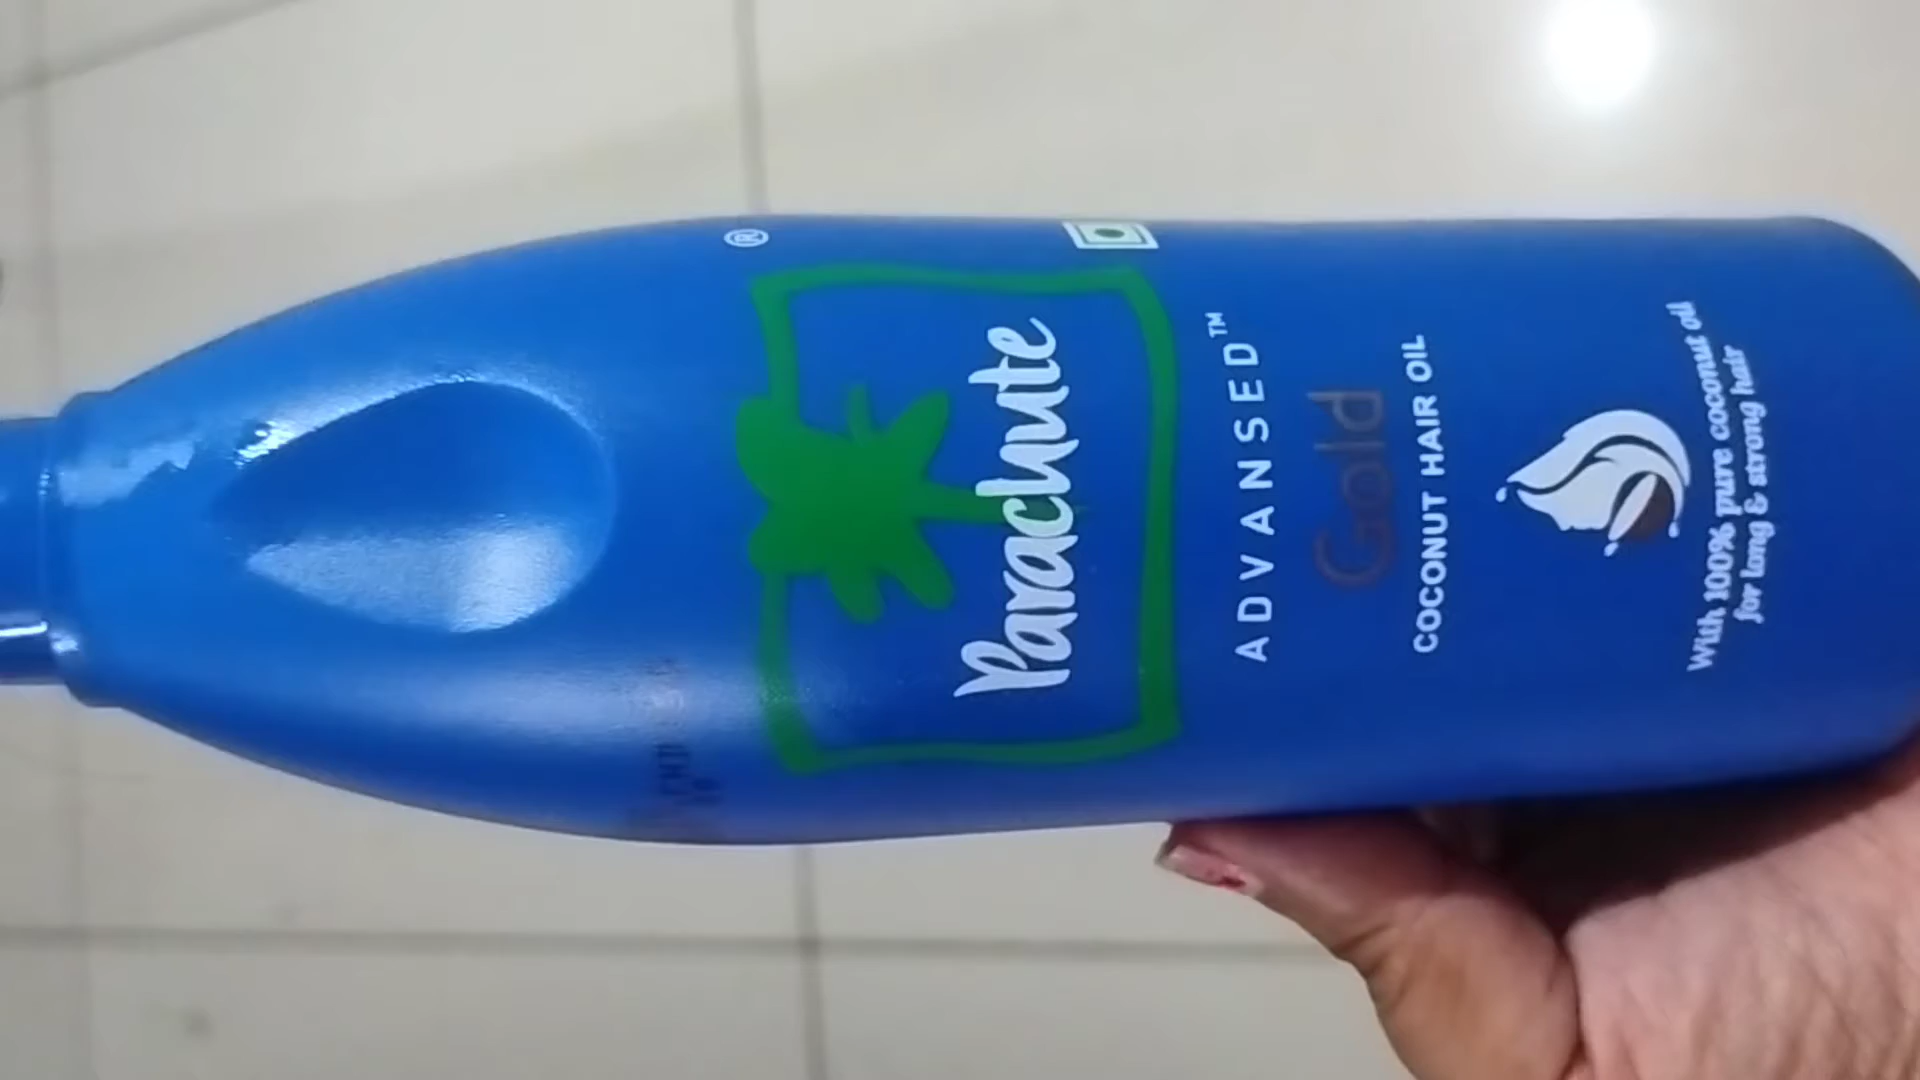 ®
Parachute
ADVANSED™
Gold
COCONUT HAIR OIL
With 100% pure coconut oil
for long & strong hair